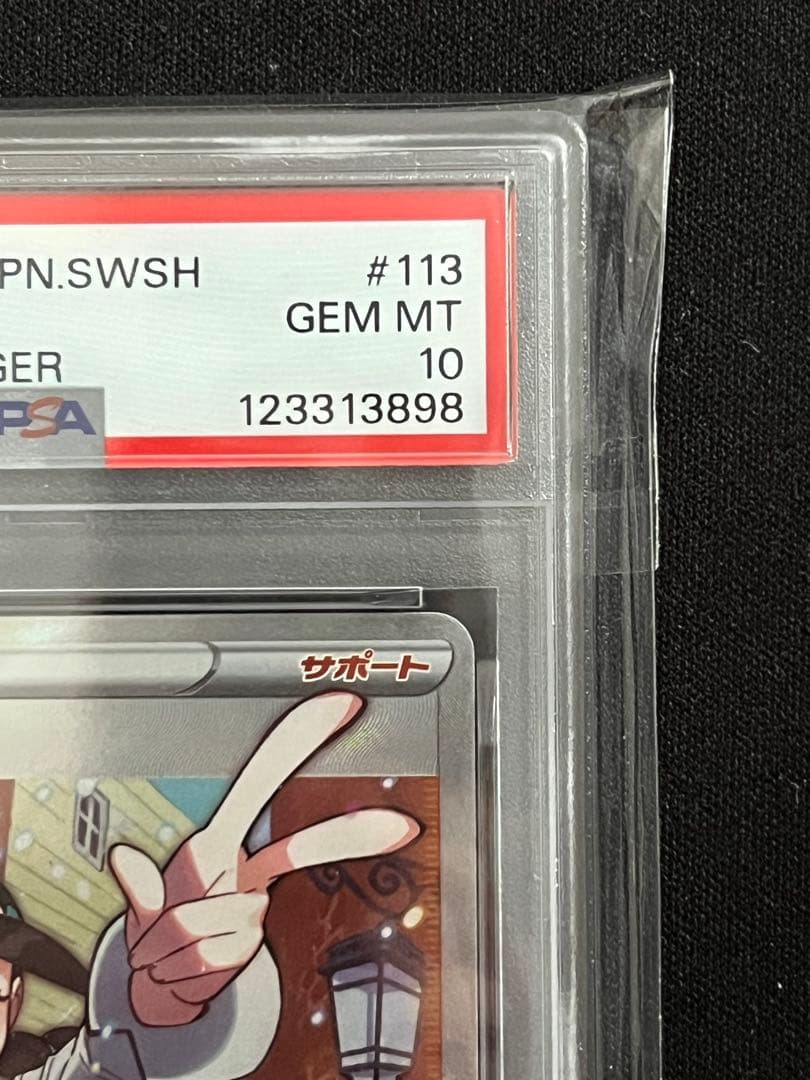 PN.SWSH #113
GEM MT
GER 10
PSA 123313898
サポート